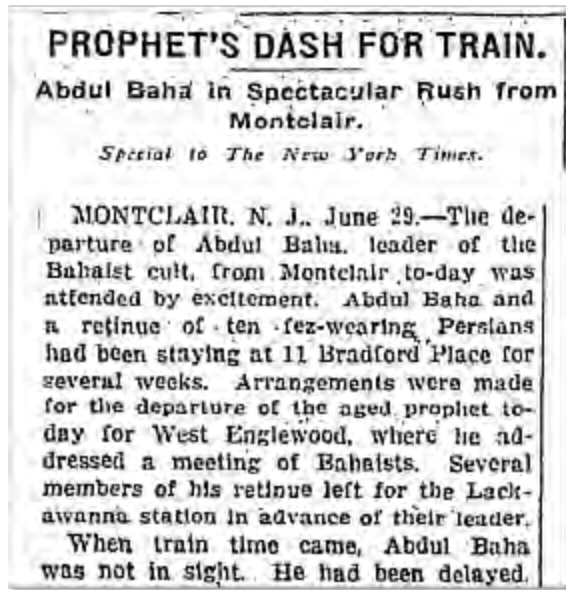 PROPHET'S DASH FOR TRAIN.
Abdul Baha in Spectacular Rush from
Montclair.
Special to The New York Times.
MONTCLAIR, N. J., June 29.—The de-
parture of Abdul Baha, leader of the
Bahaist cult, from Montclair to-day was
attended by excitement. Abdul Baha and
a retinue of ten fez-wearing Persians
had been staying at 11 Bradford Place for
several weeks. Arrangements were made
for the departure of the aged prophet to-
day for West Englewood, where he ad-
dressed a meeting of Bahaists. Several
members of his retinue left for the Lack-
awanna station in advance of their leader.
When train time came, Abdul Baha
was not in sight. He had been delayed.